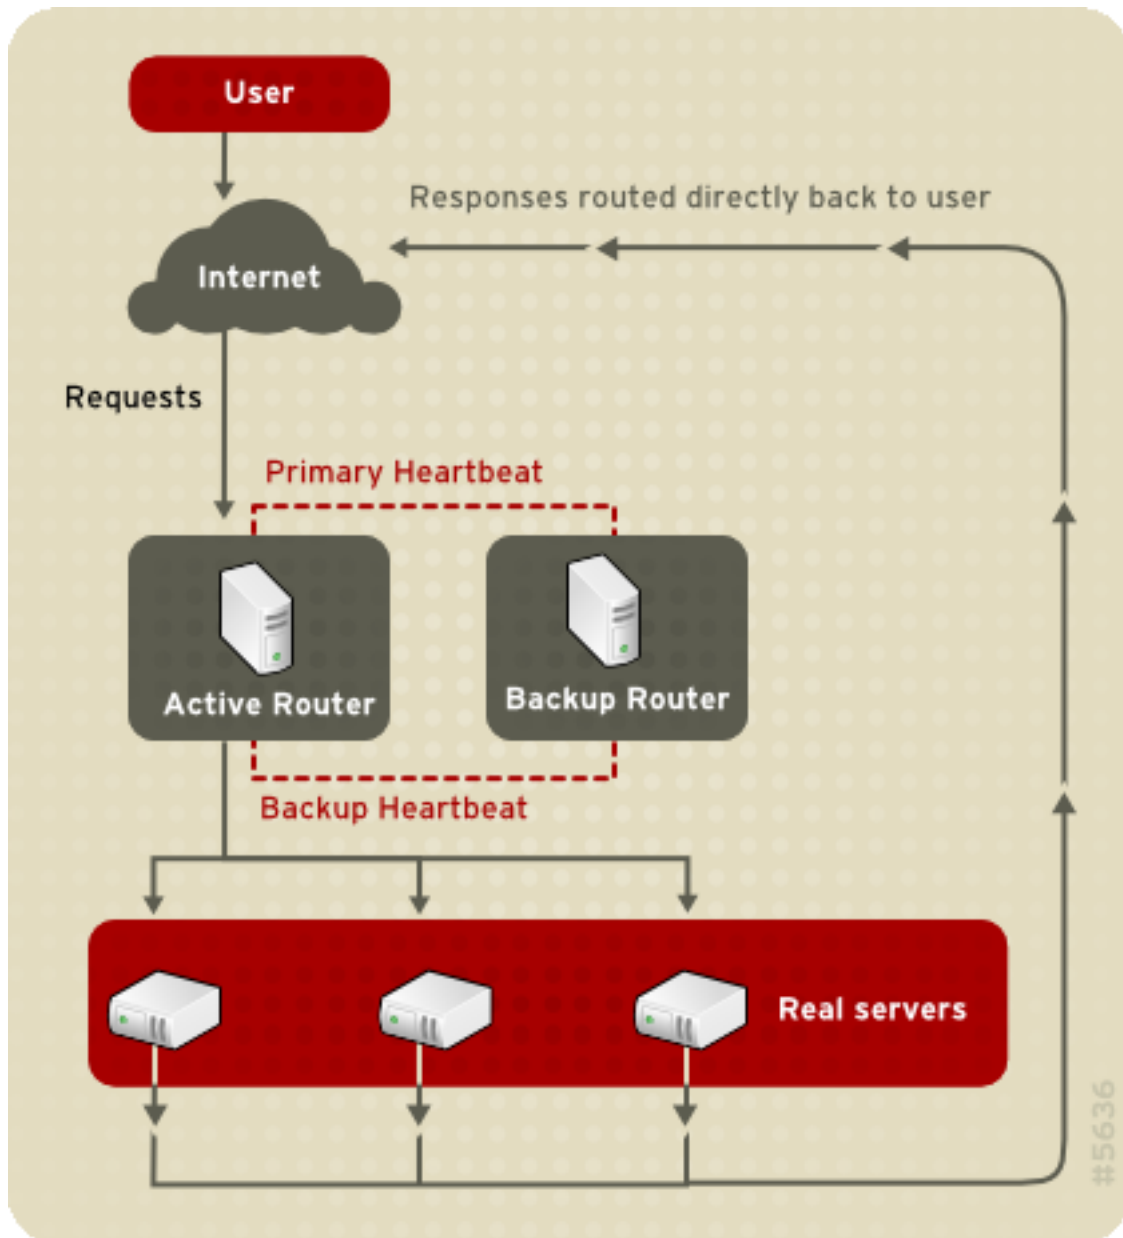 User
Responses routed directly back to user
Internet
Requests
Primary Heartbeat
Active Router
Backup Router
Backup Heartbeat
Real servers
#5636